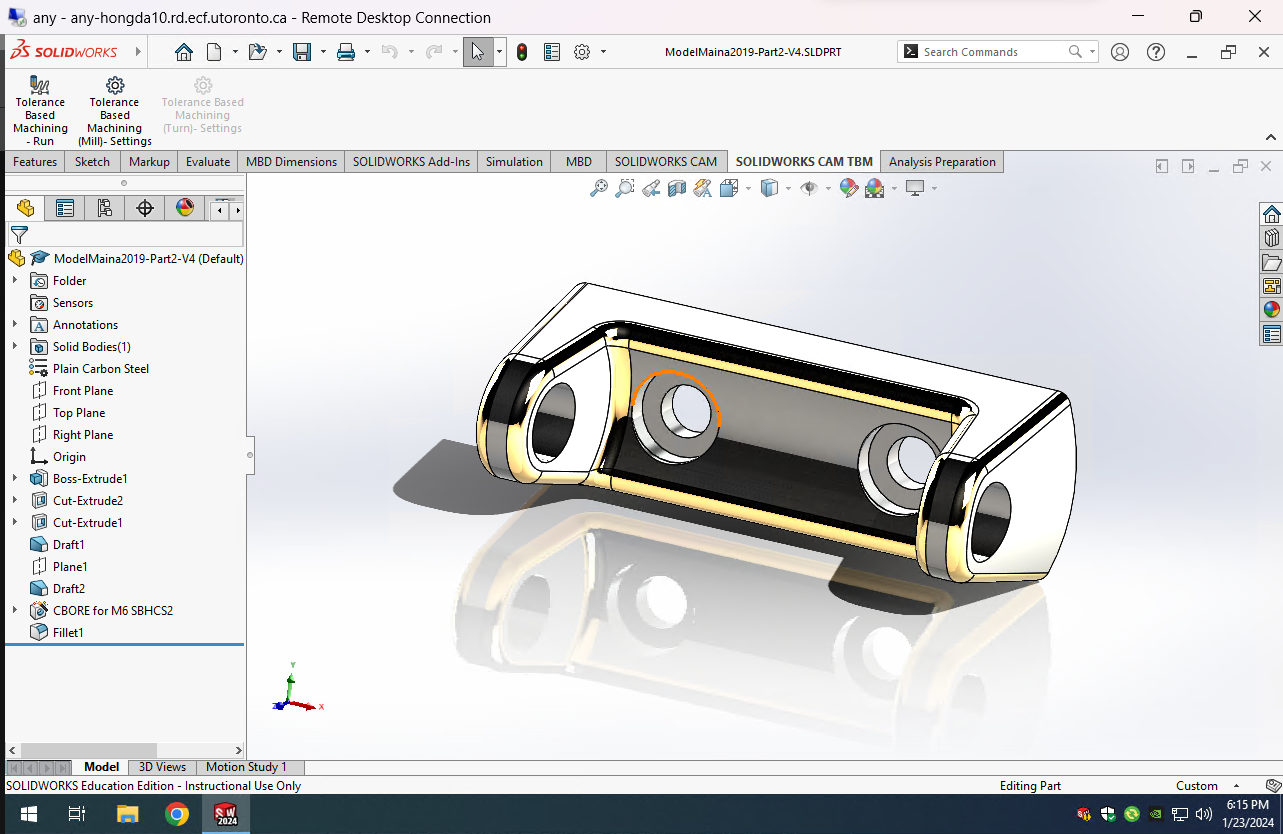 any - any-hongda10.rd.ecf.utoronto.ca - Remote Desktop Connection
SOLIDWORKS
ModelMaina2019-Part2-V4.SLDPRT
Search Commands
Tolerance
Based
Machining
- Run
Tolerance
Based
Machining
(Mill)- Settings
Tolerance Based
Machining
(Turn)- Settings
Features
Sketch
Markup
Evaluate
MBD Dimensions
SOLIDWORKS Add-Ins
Simulation
MBD
SOLIDWORKS CAM
SOLIDWORKS CAM TBM
Analysis Preparation
ModelMaina2019-Part2-V4 (Default)
Folder
Sensors
Annotations
Solid Bodies(1)
Plain Carbon Steel
Front Plane
Top Plane
Right Plane
Origin
Boss-Extrude1
Cut-Extrude2
Cut-Extrude1
Draft1
Plane1
Draft2
CBORE for M6 SBHCS2
Fillet1
Y
Z
X
Model
3D Views
Motion Study 1
SOLIDWORKS Education Edition - Instructional Use Only
Editing Part
Custom
SW
2024
6:15 PM
1/23/2024